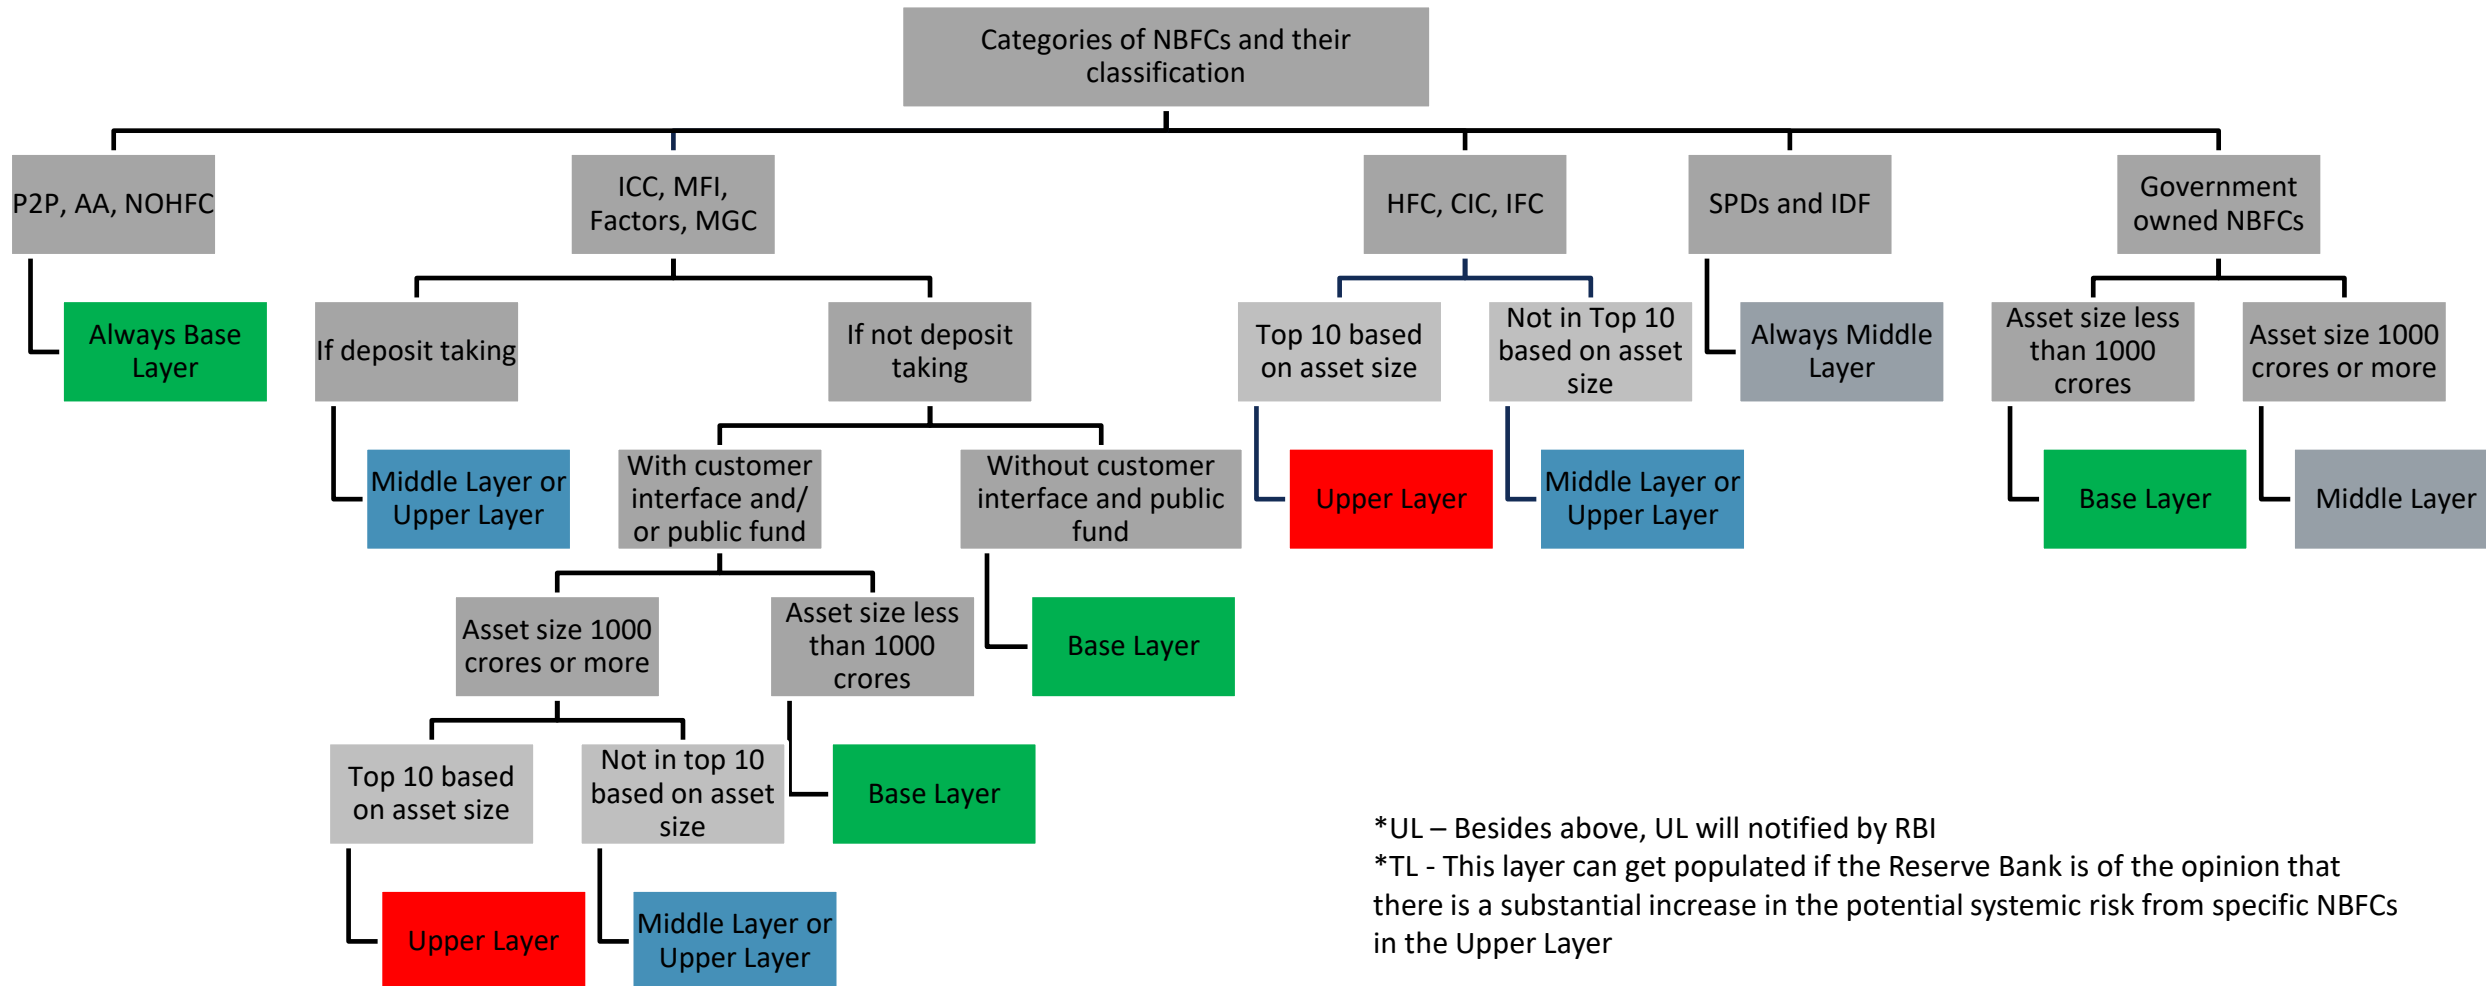 Categories of NBFCs and their
classification
P2P, AA, NOHFC
ICC, MFI,
Factors, MGC
HFC, CIC, IFC
SPDs and IDF
Government
owned NBFCs
Always Base
Layer
If deposit taking
If not deposit
taking
Top 10 based
on asset size
Not in Top 10
based on asset
size
Always Middle
Layer
Asset size less
than 1000
crores
Asset size 1000
crores or more
Middle Layer or
Upper Layer
With customer
interface and/
or public fund
Without customer
interface and public
fund
Upper Layer
Middle Layer or
Upper Layer
Base Layer
Middle Layer
Asset size 1000
crores or more
Asset size less
than 1000
crores
Base Layer
Top 10 based
on asset size
Not in top 10
based on asset
size
Base Layer
Upper Layer
Middle Layer or
Upper Layer
*UL – Besides above, UL will notified by RBI
*TL - This layer can get populated if the Reserve Bank is of the opinion that
there is a substantial increase in the potential systemic risk from specific NBFCs
in the Upper Layer